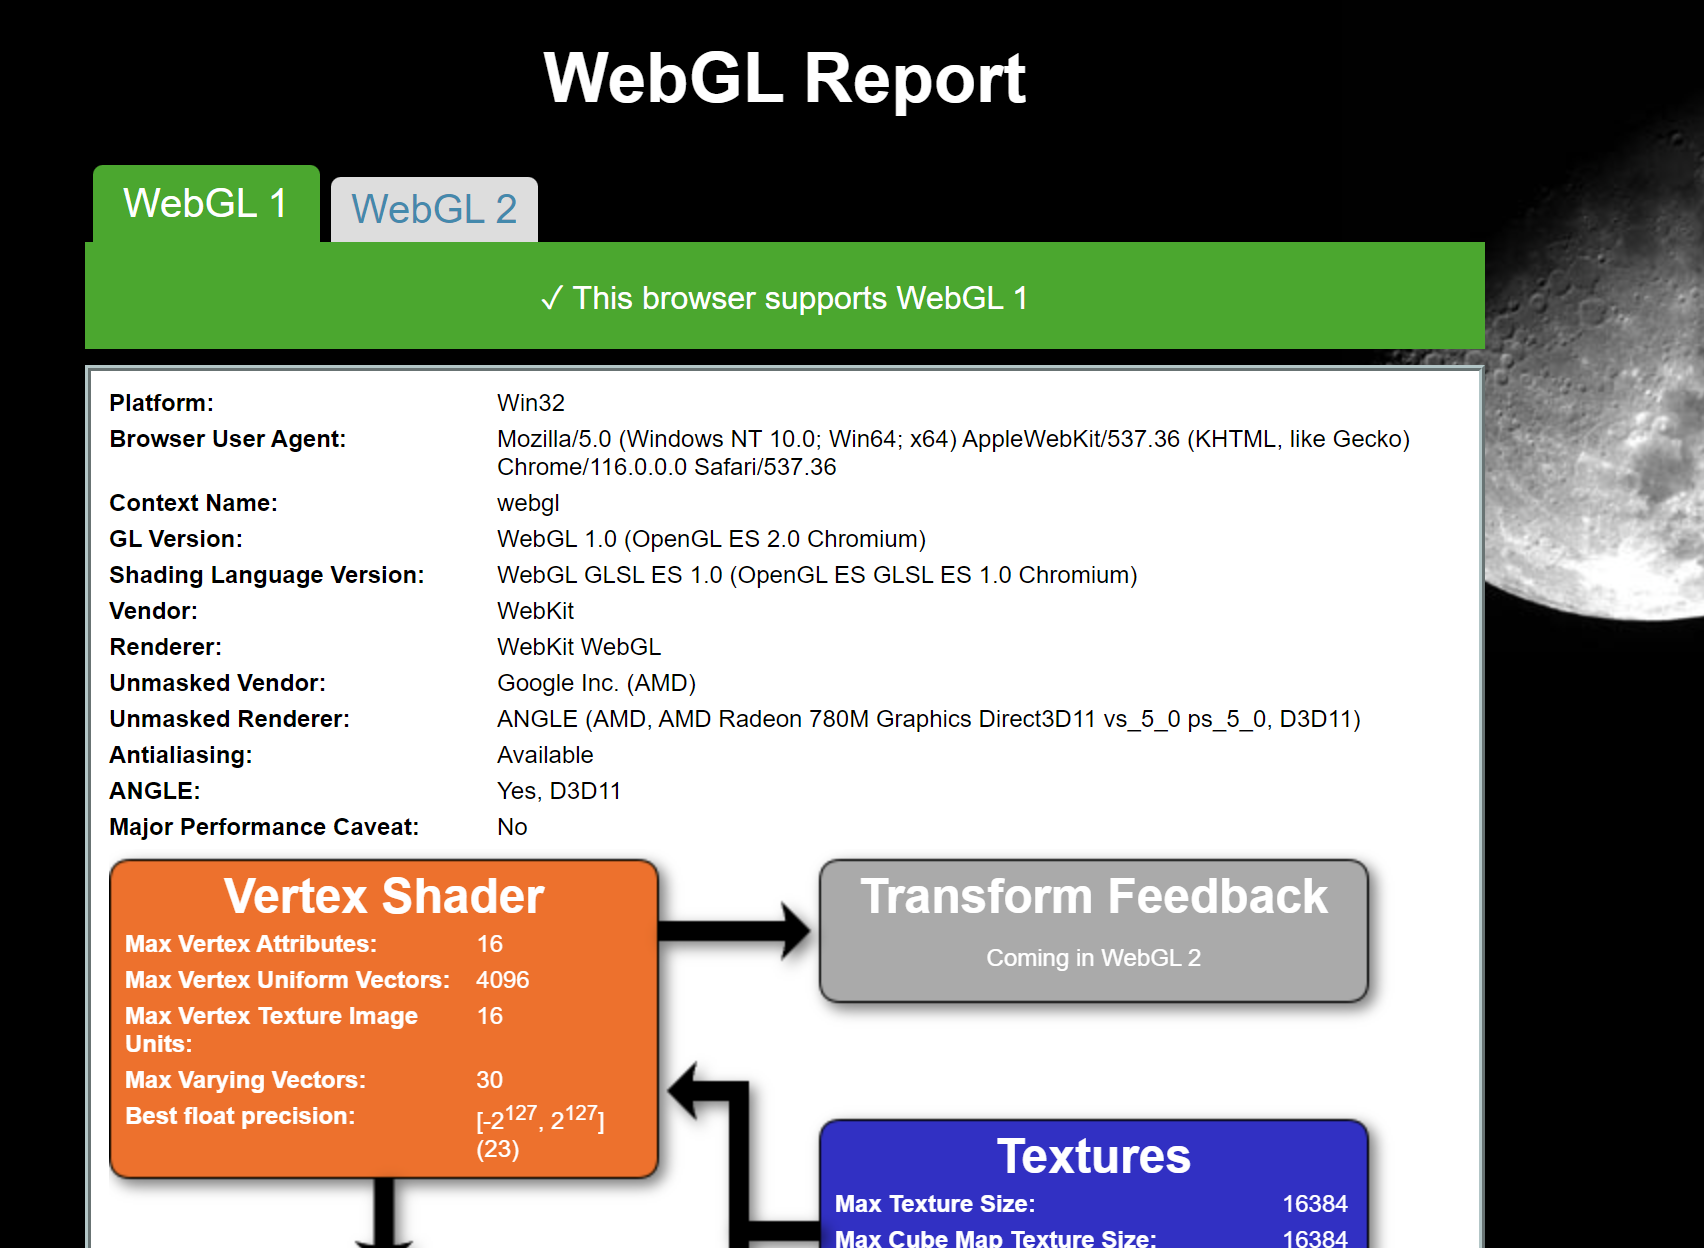 WebGL Report
WebGL 1
WebGL 2
✓ This browser supports WebGL 1
Platform: Win32
Browser User Agent: Mozilla/5.0 (Windows NT 10.0; Win64; x64) AppleWebKit/537.36 (KHTML, like Gecko)
Chrome/116.0.0.0 Safari/537.36
Context Name: webgl
GL Version: WebGL 1.0 (OpenGL ES 2.0 Chromium)
Shading Language Version: WebGL GLSL ES 1.0 (OpenGL ES GLSL ES 1.0 Chromium)
Vendor: WebKit
Renderer: WebKit WebGL
Unmasked Vendor: Google Inc. (AMD)
Unmasked Renderer: ANGLE (AMD, AMD Radeon 780M Graphics Direct3D11 vs_5_0 ps_5_0, D3D11)
Antialiasing: Available
ANGLE: Yes, D3D11
Major Performance Caveat: No
Vertex Shader
Max Vertex Attributes: 16
Max Vertex Uniform Vectors: 4096
Max Vertex Texture Image 16
Units:
Max Varying Vectors: 30
Best float precision: [-2¹²⁷, 2¹²⁷]
(23)
Transform Feedback
Coming in WebGL 2
Textures
Max Texture Size: 16384
Max Cube Map Texture Size: 16384